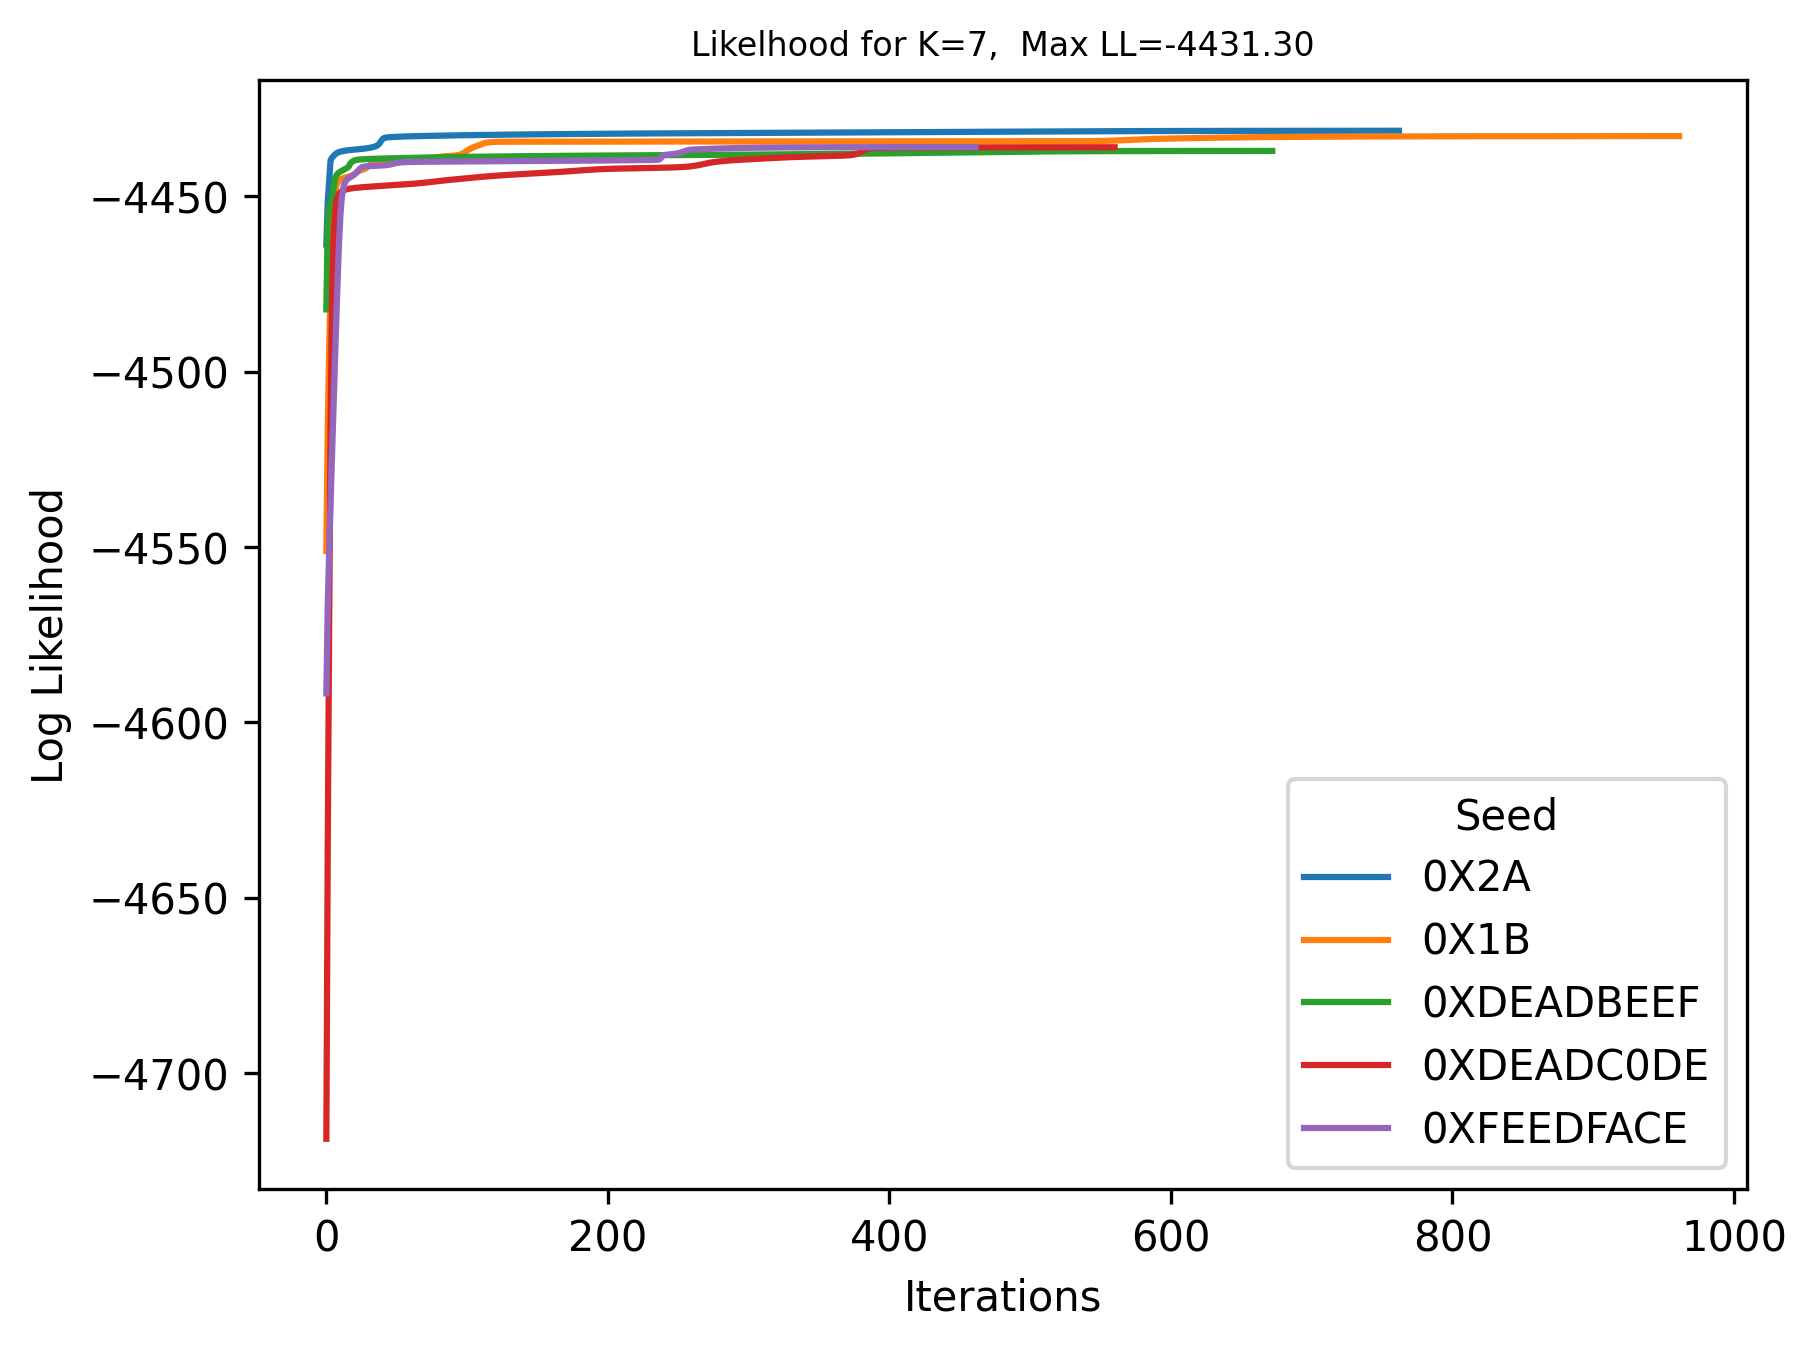 Likelhood for K=7,  Max LL=-4431.30
Log Likelihood
−4450
−4500
−4550
−4600
−4650
−4700
Seed
0X2A
0X1B
0XDEADBEEF
0XDEADC0DE
0XFEEDFACE
0 200 400 600 800 1000
Iterations